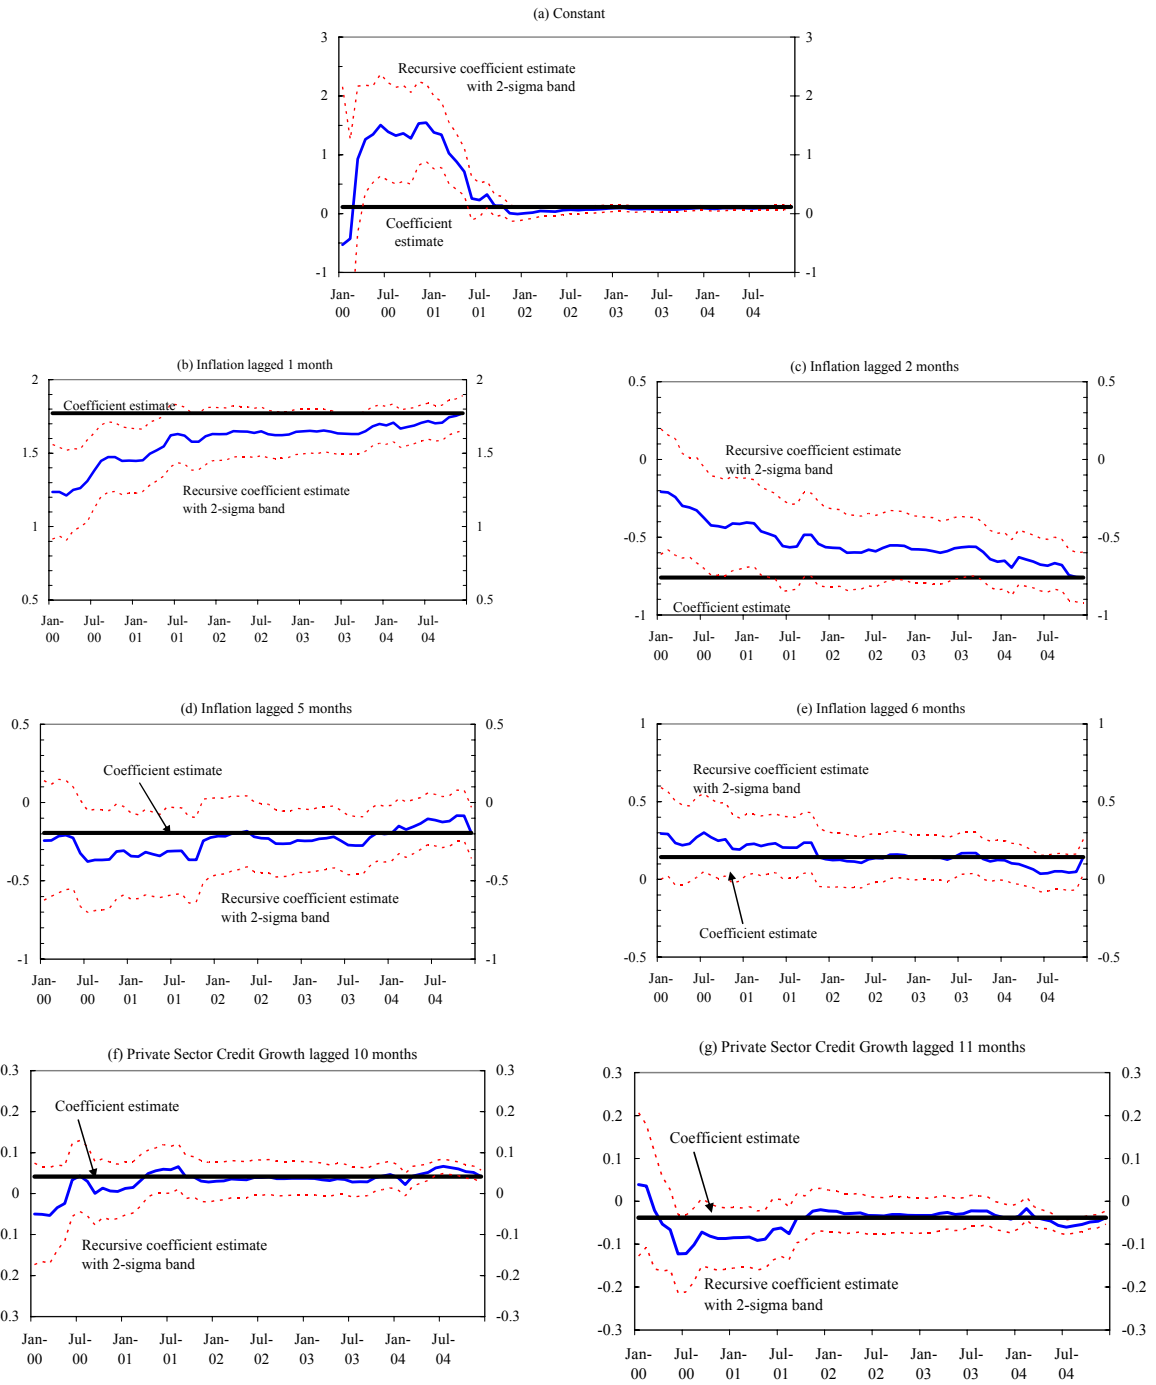 (a) Constant
3 3
Recursive coefficient estimate
with 2-sigma band
2 2
1 1
0 0
Coefficient
estimate
-1 -1
Jan- Jul- Jan- Jul- Jan- Jul- Jan- Jul- Jan- Jul-
00 00 01 01 02 02 03 03 04 04
(b) Inflation lagged 1 month
2 2
Coefficient estimate
1.5 1.5
Recursive coefficient estimate
with 2-sigma band
1 1
0.5 0.5
Jan- Jul- Jan- Jul- Jan- Jul- Jan- Jul- Jan- Jul-
00 00 01 01 02 02 03 03 04 04
(c) Inflation lagged 2 months
0.5 0.5
Recursive coefficient estimate
with 2-sigma band
0 0
-0.5 -0.5
Coefficient estimate
-1 -1
Jan- Jul- Jan- Jul- Jan- Jul- Jan- Jul- Jan- Jul-
00 00 01 01 02 02 03 03 04 04
(d) Inflation lagged 5 months
0.5 0.5
Coefficient estimate
0 0
-0.5 -0.5
Recursive coefficient estimate
with 2-sigma band
-1 -1
Jan- Jul- Jan- Jul- Jan- Jul- Jan- Jul- Jan- Jul-
00 00 01 01 02 02 03 03 04 04
(e) Inflation lagged 6 months
1 1
Recursive coefficient estimate
with 2-sigma band
0.5 0.5
0 0
Coefficient estimate
-0.5 -0.5
Jan- Jul- Jan- Jul- Jan- Jul- Jan- Jul- Jan- Jul-
00 00 01 01 02 02 03 03 04 04
(f) Private Sector Credit Growth lagged 10 months
0.3 0.3
Coefficient estimate
0.2 0.2
0.1 0.1
0 0
0.1 -0.1
Recursive coefficient estimate
with 2-sigma band
0.2 -0.2
0.3 -0.3
Jan- Jul- Jan- Jul- Jan- Jul- Jan- Jul- Jan- Jul-
00 00 01 01 02 02 03 03 04 04
(g) Private Sector Credit Growth lagged 11 months
0.3 0.3
0.2 0.2
Coefficient estimate
0.1 0.1
0 0
-0.1 -0.1
Recursive coefficient estimate
with 2-sigma band
-0.2 -0.2
-0.3 -0.3
Jan- Jul- Jan- Jul- Jan- Jul- Jan- Jul- Jan- Jul-
00 00 01 01 02 02 03 03 04 04